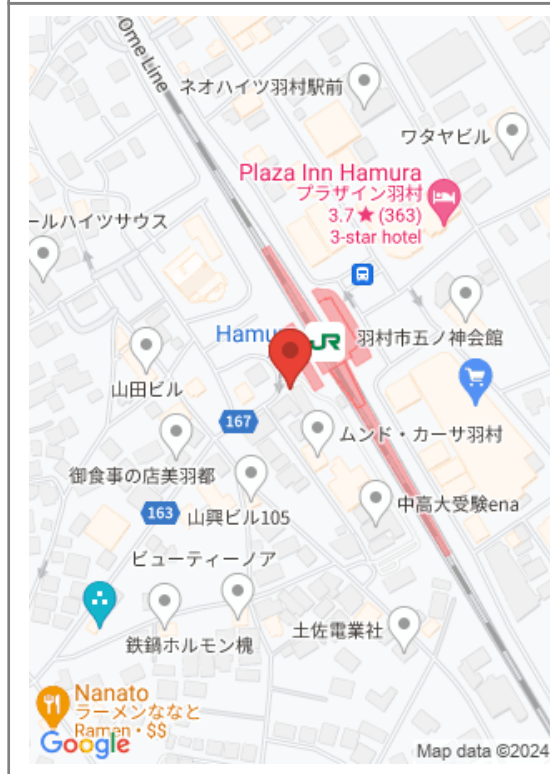 Ome Line
ネオハイツ羽村駅前
ワタヤビル
Plaza Inn Hamura
プラザイン羽村
3.7★(363)
3-star hotel
ールハイツサウス
Hamu
JR
羽村市五ノ神会館
山田ビル
167
ムンド・カーサ羽村
御食事の店美羽都
163
山興ビル105
中高大受験ena
ビューティーノア
土佐電業社
鉄鍋ホルモン槐
Nanato
ラーメンななと
Ramen・$$
Google
Map data ©2024